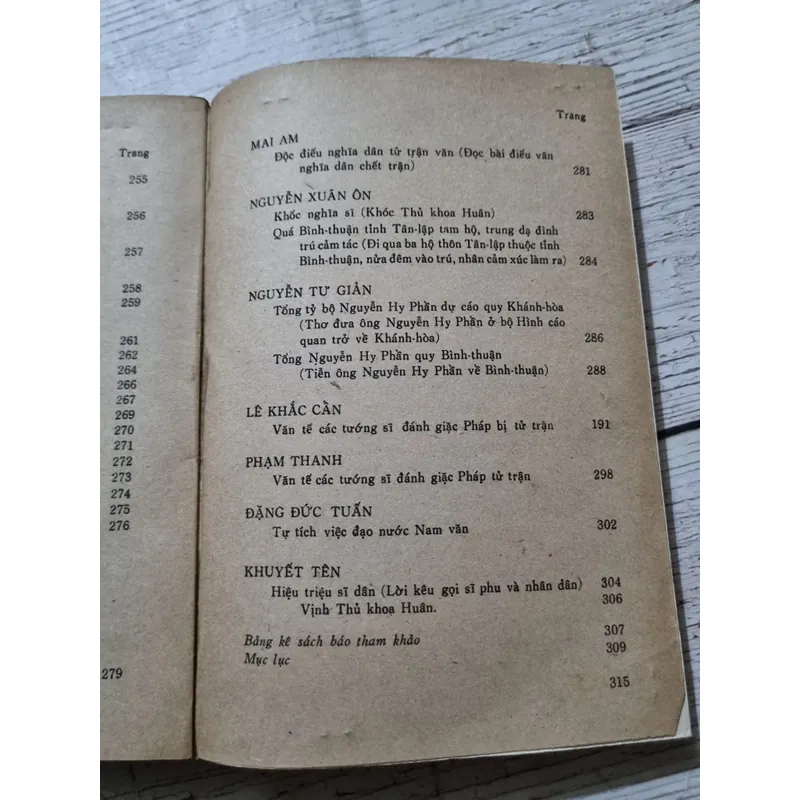 Trang
255
256
257
258
259
261
262
264
266
267
269
270
271
272
273
274
275
276
279
Trang
MAI AM
Độc điếu nghĩa dân tử trận văn (Đọc bài điếu văn
nghĩa dân chết trận) 281
NGUYỄN XUÂN ÔN
Khốc nghĩa sĩ (Khóc Thủ khoa Huân) 283
Quá Bình-thuận tỉnh Tân-lập tam hộ, trung dạ đình
trú cảm tác (Đi qua ba hộ thôn Tân-lập thuộc tỉnh
Bình-thuận, nửa đêm vào trú, nhân cảm xúc làm ra) 284
NGUYỄN TƯ GIẢN
Tổng tỷ bộ Nguyễn Hy Phần dự cáo quy Khánh-hòa
(Thơ đưa ông Nguyễn Hy Phần ở bộ Hình cáo
quan trở về Khánh-hòa) 286
Tống Nguyễn Hy Phần quy Bình-thuận
(Tiễn ông Nguyễn Hy Phần về Bình-thuận) 288
LÊ KHẮC CẦN
Văn tế các tướng sĩ đánh giặc Pháp bị tử trận 191
PHẠM THANH
Văn tế các tướng sĩ đánh giặc Pháp tử trận 298
ĐẶNG ĐỨC TUẤN
Tự tích việc đạo nước Nam văn 302
KHUYẾT TÊN
Hiệu triệu sĩ dân (Lời kêu gọi sĩ phu và nhân dân) 304
Vịnh Thủ khoa Huân. 306
Bảng kê sách báo tham khảo 307
Mục lục 309
315